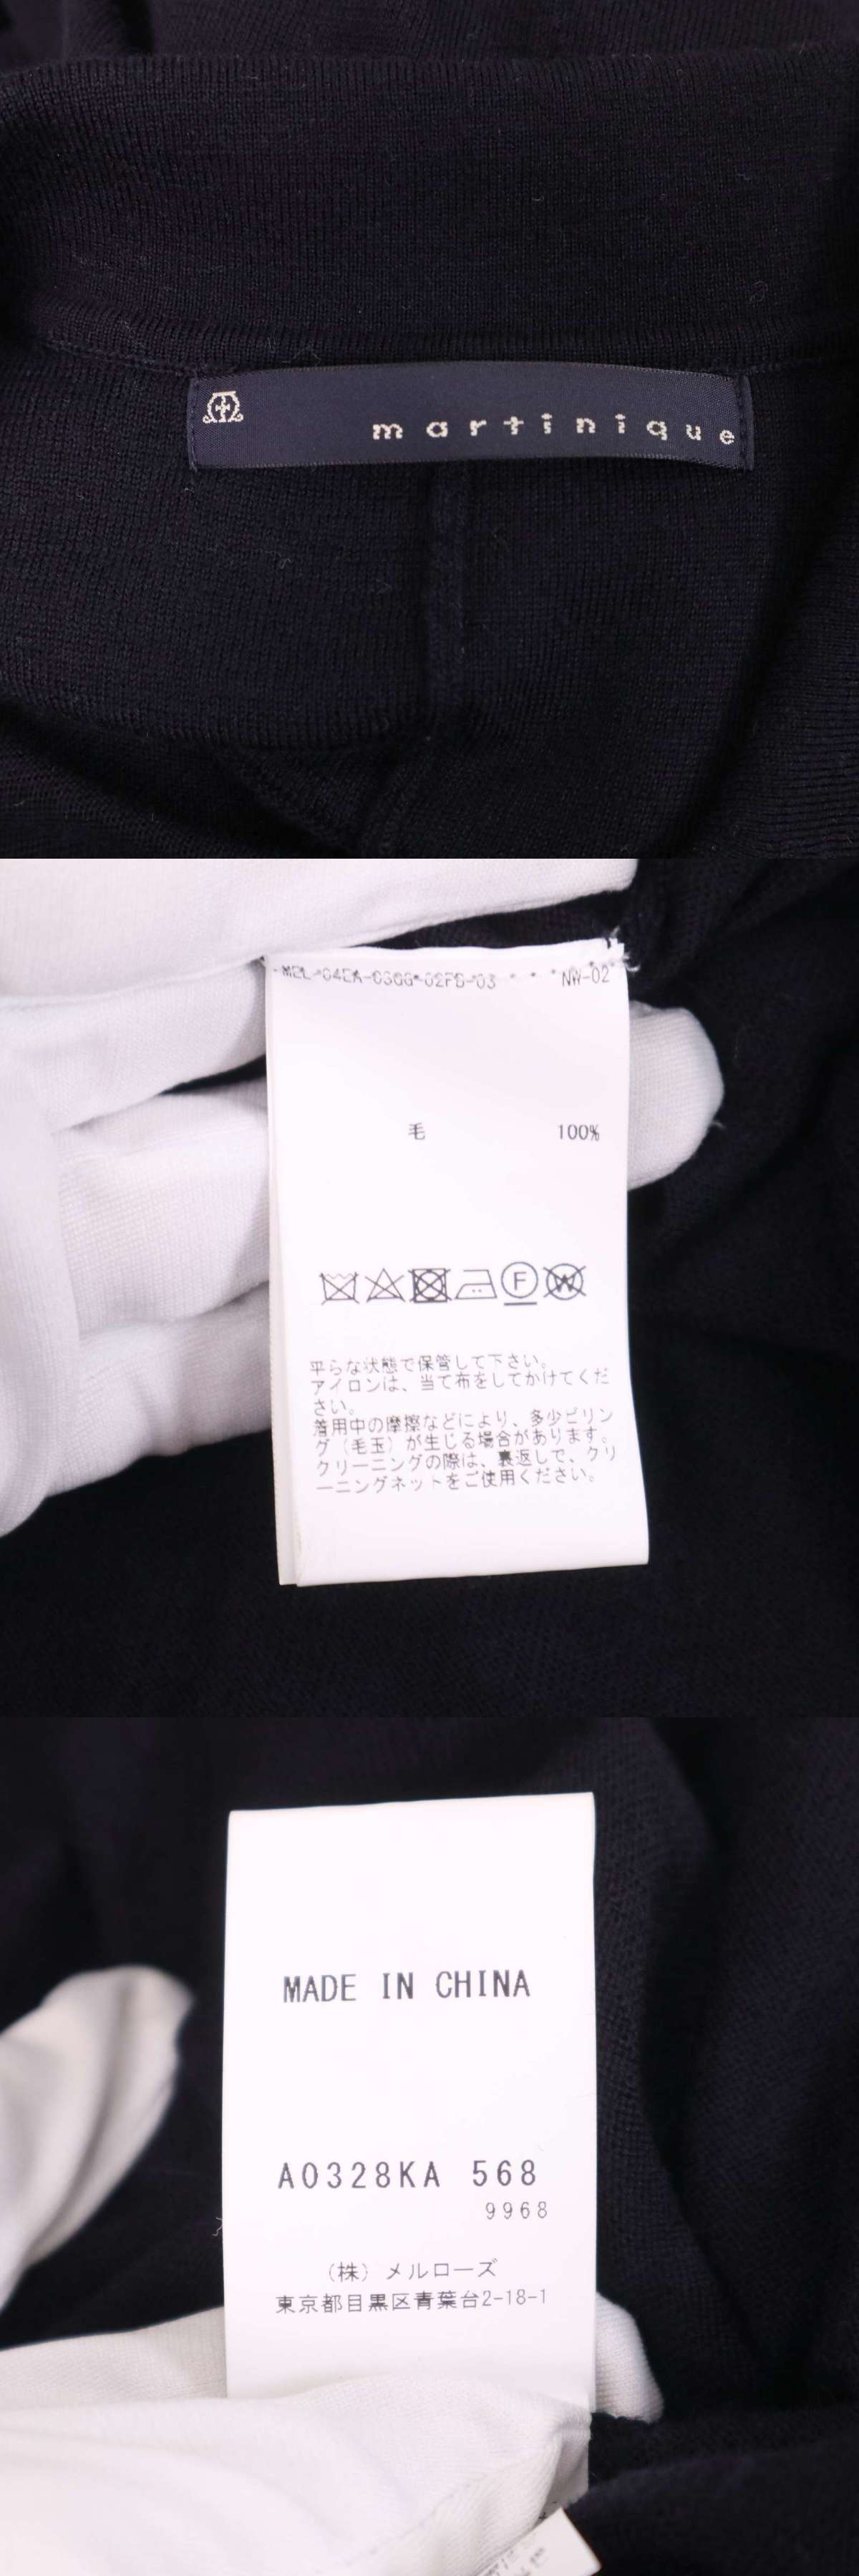 martinique
NW-02
毛 100%
F
W
平らな状態で保管して下さい。
アイロンは、当て布をしてかけてくだ
さい。
着用中の摩擦などにより、多少ピリン
グ（毛玉）が生じる場合があります。
クリーニングの際は、裏返しで、クリ
ーニングネットをご使用ください。
MADE IN CHINA
A0328KA 568
9968
（株）メルローズ
東京都目黒区青葉台2-18-1